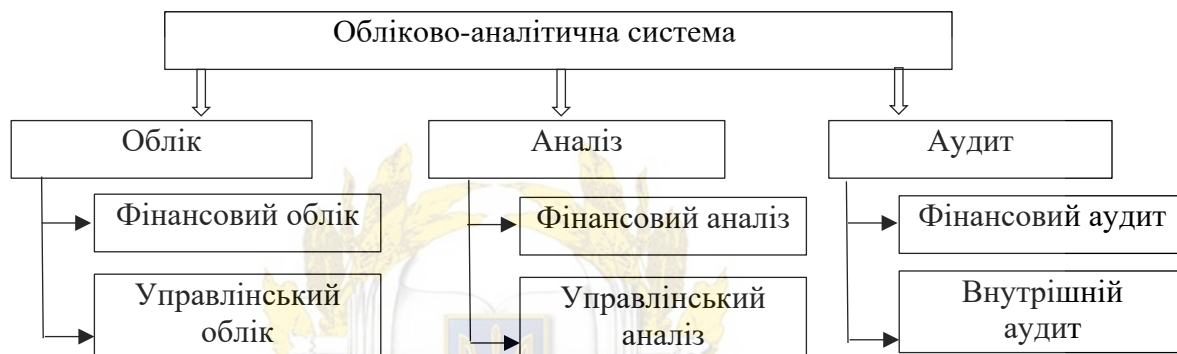 Обліково-аналітична система
Облік
Аналіз
Аудит
Фінансовий облік
Фінансовий аналіз
Фінансовий аудит
Управлінський
облік
Управлінський
аналіз
Внутрішній
аудит